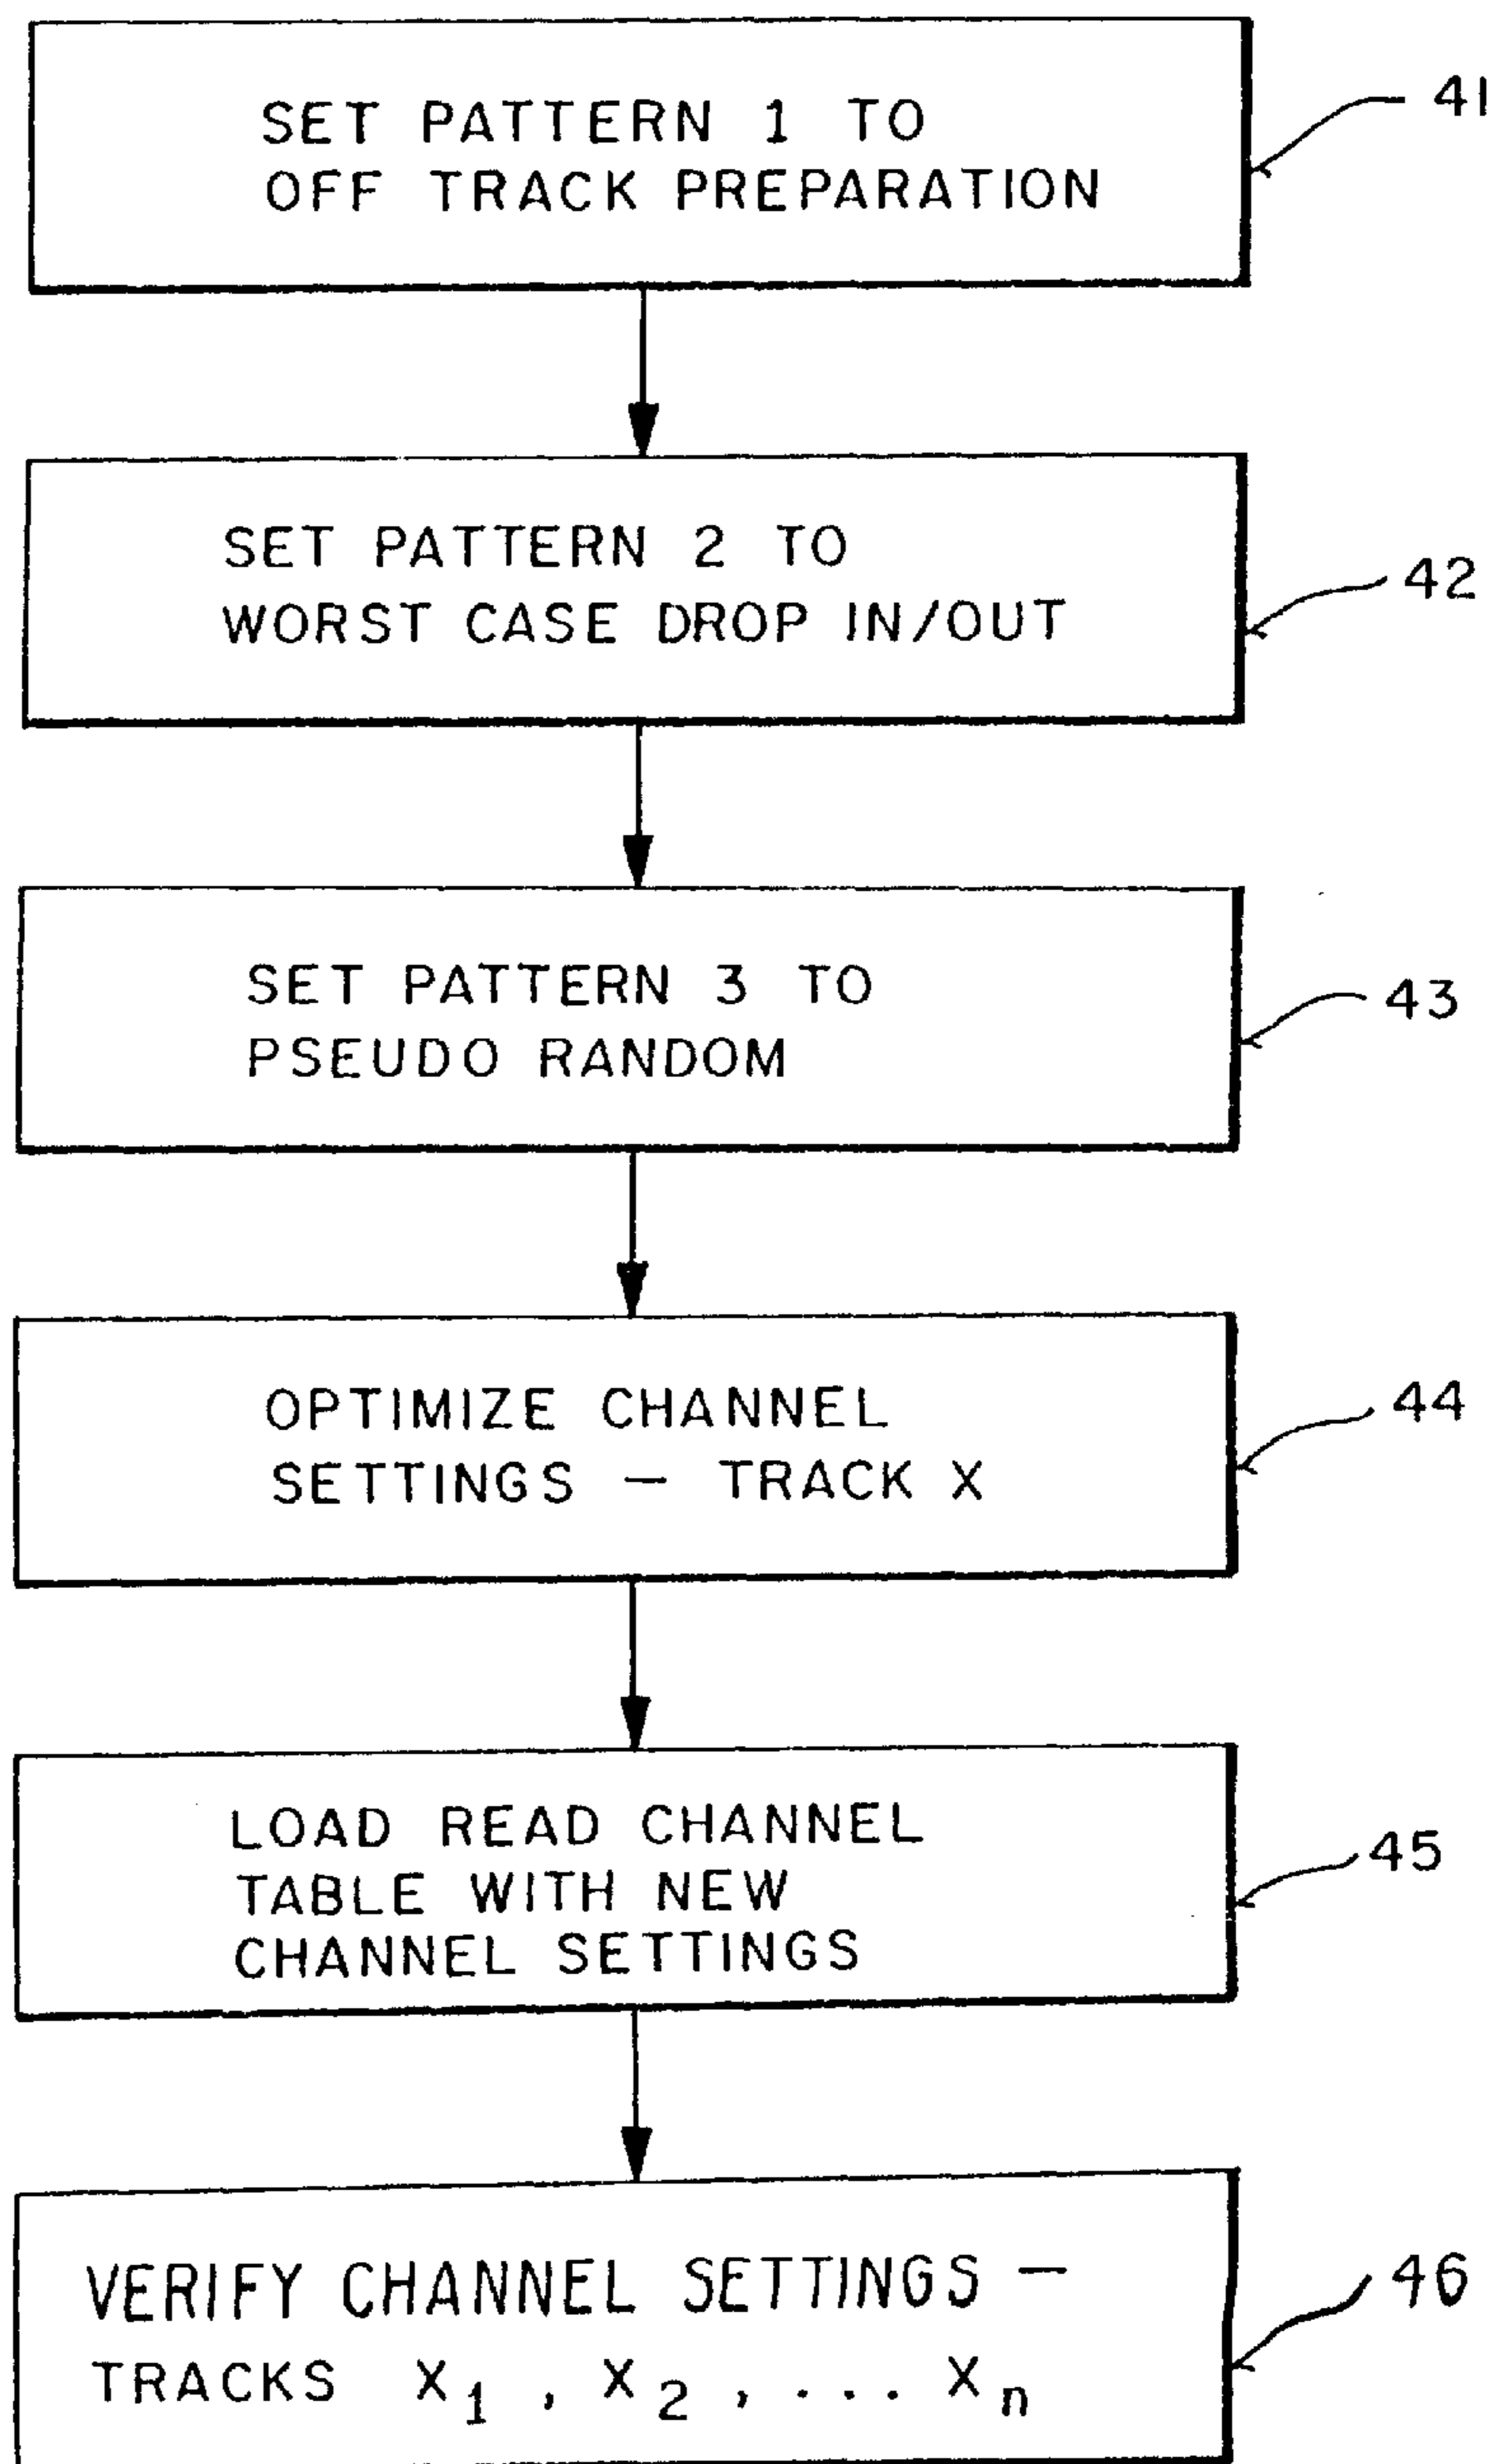 SET PATTERN 1 TO
OFF TRACK PREPARATION
41
SET PATTERN 2 TO
WORST CASE DROP IN/OUT
42
SET PATTERN 3 TO
PSEUDO RANDOM
43
OPTIMIZE CHANNEL
SETTINGS — TRACK X
44
LOAD READ CHANNEL
TABLE WITH NEW
CHANNEL SETTINGS
45
VERIFY CHANNEL SETTINGS —
TRACKS X₁ , X₂ , ... Xₙ
46